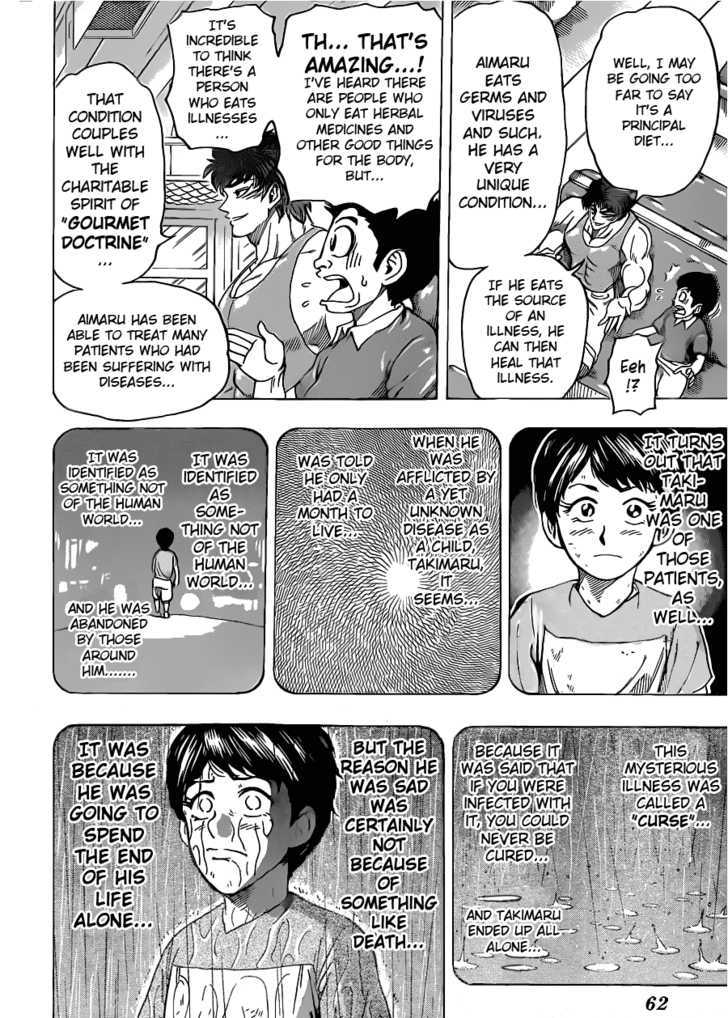 WELL, I MAY
BE GOING TOO
FAR TO SAY
IT'S A
PRINCIPAL
DIET...
AIMARU
EATS
GERMS AND
VIRUSES
AND SUCH.
HE HAS A
VERY
UNIQUE
CONDITION...
IF HE EATS
THE SOURCE
OF AN
ILLNESS, HE
CAN THEN
HEAL THAT
ILLNESS.
Eeh
!?
TH... THAT'S
AMAZING...!
I'VE HEARD THERE
ARE PEOPLE WHO
ONLY EAT HERBAL
MEDICINES AND
OTHER GOOD THINGS
FOR THE BODY,
BUT...
IT'S
INCREDIBLE
TO THINK
THERE'S A
PERSON
WHO EATS
ILLNESSES
...
THAT
CONDITION
COUPLES
WELL WITH
THE
CHARITABLE
SPIRIT OF
"GOURMET
DOCTRINE"
...
AIMARU HAS BEEN
ABLE TO TREAT MANY
PATIENTS WHO HAD
BEEN SUFFERING WITH
DISEASES...
IT TURNS
OUT THAT
TAKI-
MARU
WAS ONE
OF
THOSE
PATIENTS,
AS
WELL...
WHEN HE
WAS
AFFLICTED BY
A YET
UNKNOWN
DISEASE AS
A CHILD,
TAKIMARU,
IT
SEEMS...
WAS TOLD
HE ONLY
HAD A
MONTH TO
LIVE...
IT WAS
IDENTIFIED
AS
SOME-
THING NOT
OF THE
HUMAN
WORLD...
IT WAS
IDENTIFIED AS
SOMETHING NOT
OF THE HUMAN
WORLD...
AND HE WAS
ABANDONED
BY THOSE
AROUND
HIM.......
THIS
MYSTERIOUS
ILLNESS WAS
CALLED A
"CURSE"...
BECAUSE IT
WAS SAID THAT
IF YOU WERE
INFECTED WITH
IT, YOU COULD
NEVER BE
CURED...
AND TAKIMARU
ENDED UP ALL
ALONE...
BUT THE
REASON HE
WAS SAD
WAS
CERTAINLY
NOT
BECAUSE
OF
SOMETHING
LIKE
DEATH...
IT WAS
BECAUSE
HE WAS
GOING TO
SPEND
THE END
OF HIS
LIFE
ALONE...
62